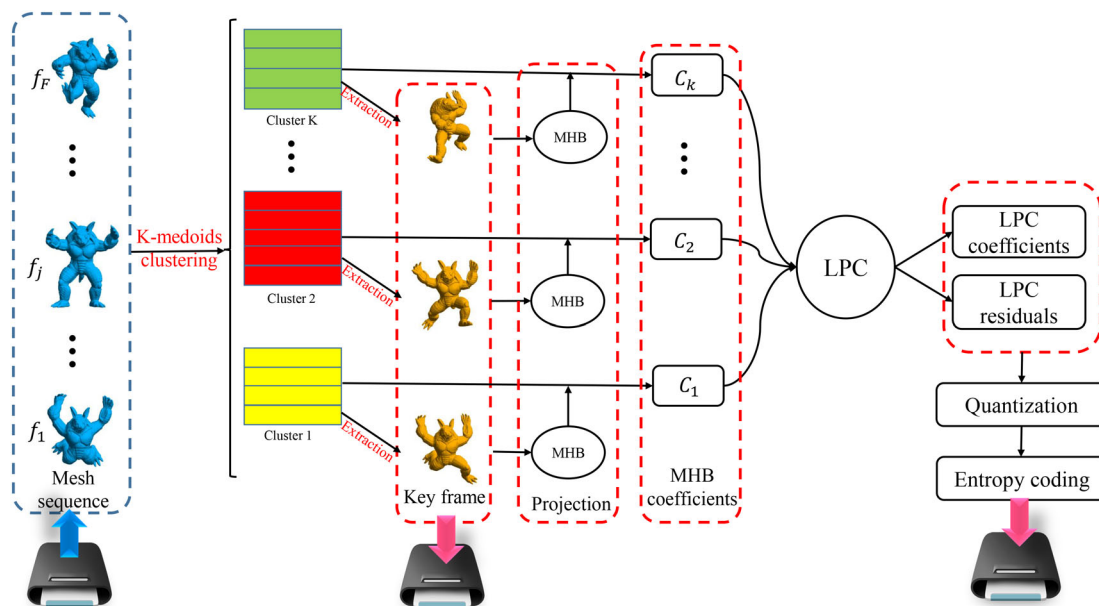 f_F
f_j
f_1
Mesh
sequence
K-medoids
clustering
Cluster K
Cluster 2
Cluster 1
Extraction
Extraction
Extraction
Key frame
MHB
MHB
MHB
Projection
C_k
C_2
C_1
MHB
coefficients
LPC
LPC
coefficients
LPC
residuals
Quantization
Entropy coding